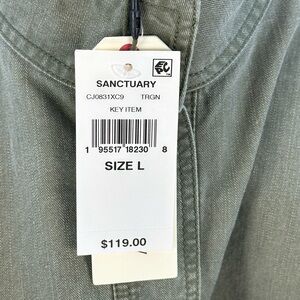 SANCTUARY
CJ0831XC9 TRGN
KEY ITEM
1 95517 18230 8
SIZE L
$119.00